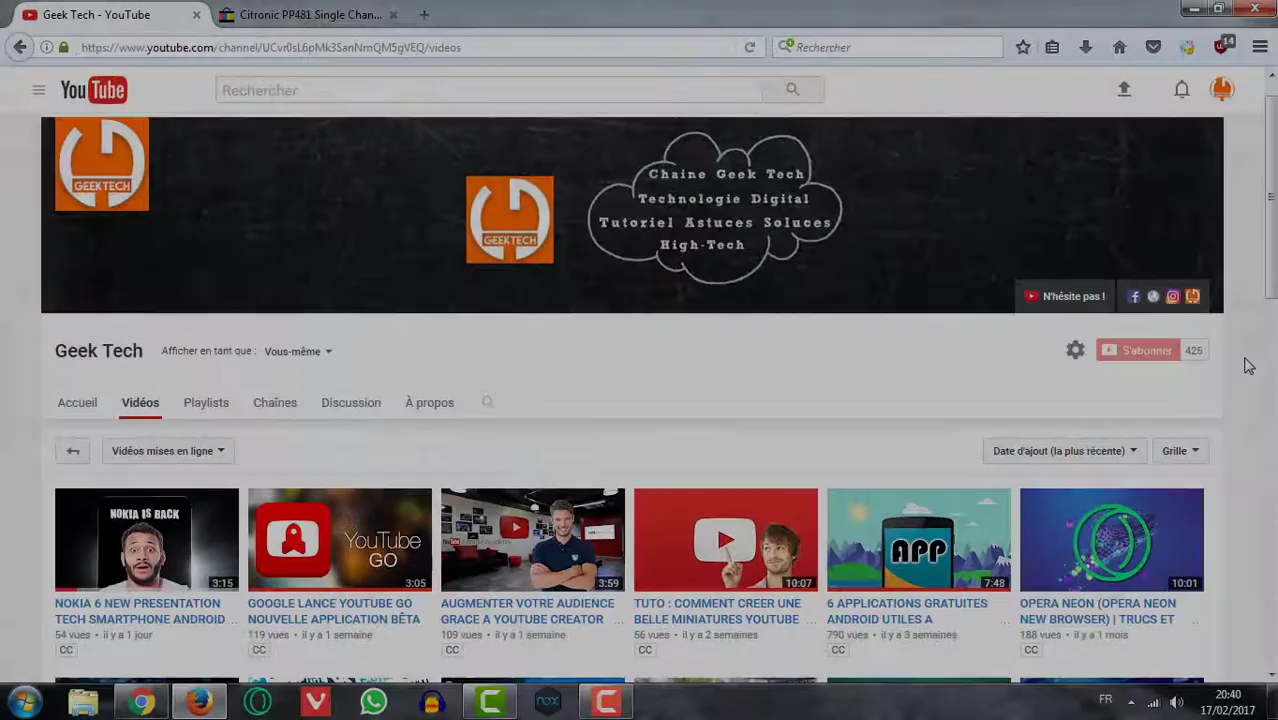 Geek Tech - YouTube
Citronic PP481 Single Chan...
https://www.youtube.com/channel/UCvr0sL6pMk3SanNmQM5gVEQ/videos
Rechercher
14
YouTube
Rechercher
GEEKTECH
GEEKTECH
Chaine Geek Tech
Technologie Digital
Tutoriel Astuces Soluces
High-Tech
N'hésite pas !
Geek Tech
Afficher en tant que : Vous-même
S'abonner 425
Accueil Vidéos Playlists Chaînes Discussion À propos
Vidéos mises en ligne
Date d'ajout (la plus récente)
Grille
NOKIA IS BACK
3:15
YouTube
GO
3:05
3:59
10:07
APP
7:48
10:01
NOKIA 6 NEW PRESENTATION
TECH SMARTPHONE ANDROID ...
54 vues • il y a 1 jour
CC
GOOGLE LANCE YOUTUBE GO
NOUVELLE APPLICATION BÊTA
119 vues • il y a 1 semaine
CC
AUGMENTER VOTRE AUDIENCE
GRACE A YOUTUBE CREATOR ...
109 vues • il y a 1 semaine
CC
TUTO : COMMENT CREER UNE
BELLE MINIATURES YOUTUBE ...
56 vues • il y a 2 semaines
CC
6 APPLICATIONS GRATUITES
ANDROID UTILES A ...
790 vues • il y a 3 semaines
CC
OPERA NEON (OPERA NEON
NEW BROWSER) | TRUCS ET ...
188 vues • il y a 1 mois
CC
nox
FR
20:40
17/02/2017